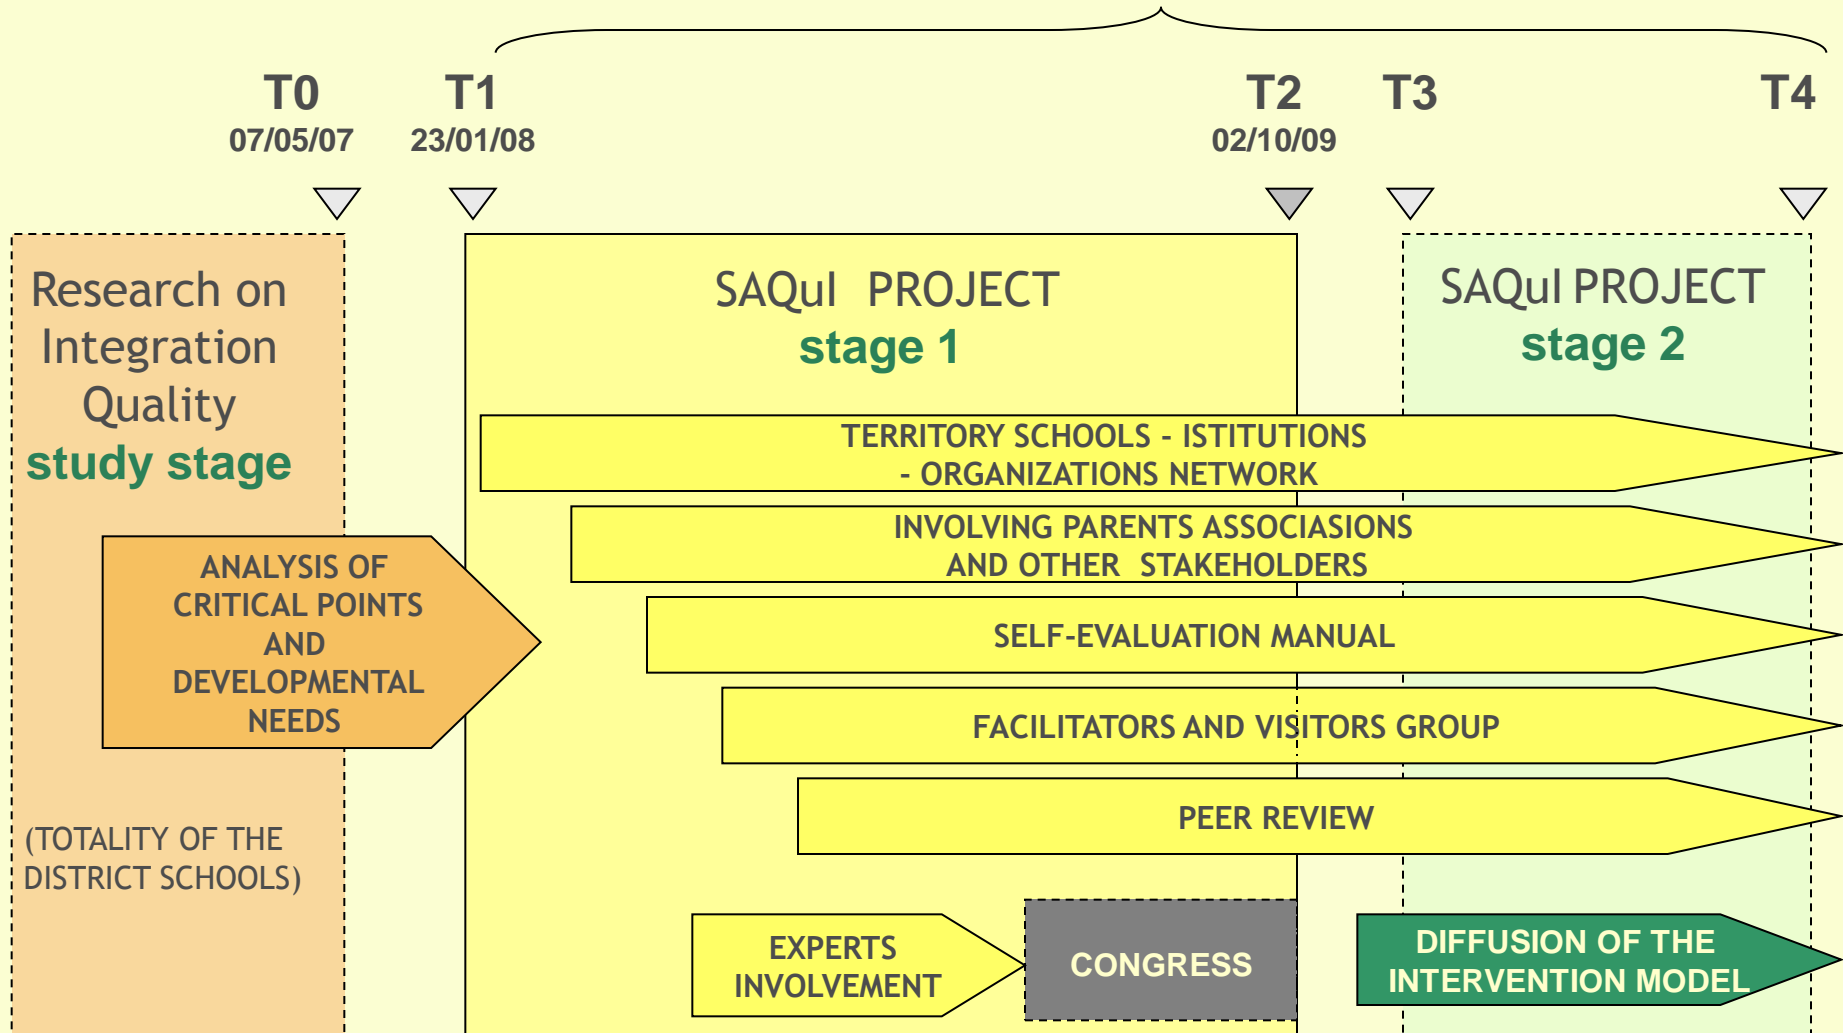 T0
07/05/07
T1
23/01/08
T2
02/10/09
T3
T4
Research on
Integration
Quality
study stage
SAQuI PROJECT
stage 1
SAQuI PROJECT
stage 2
TERRITORY SCHOOLS - ISTITUTIONS
- ORGANIZATIONS NETWORK
INVOLVING PARENTS ASSOCIASIONS
AND OTHER STAKEHOLDERS
ANALYSIS OF
CRITICAL POINTS
AND
DEVELOPMENTAL
NEEDS
SELF-EVALUATION MANUAL
FACILITATORS AND VISITORS GROUP
PEER REVIEW
(TOTALITY OF THE
DISTRICT SCHOOLS)
EXPERTS
INVOLVEMENT
CONGRESS
DIFFUSION OF THE
INTERVENTION MODEL